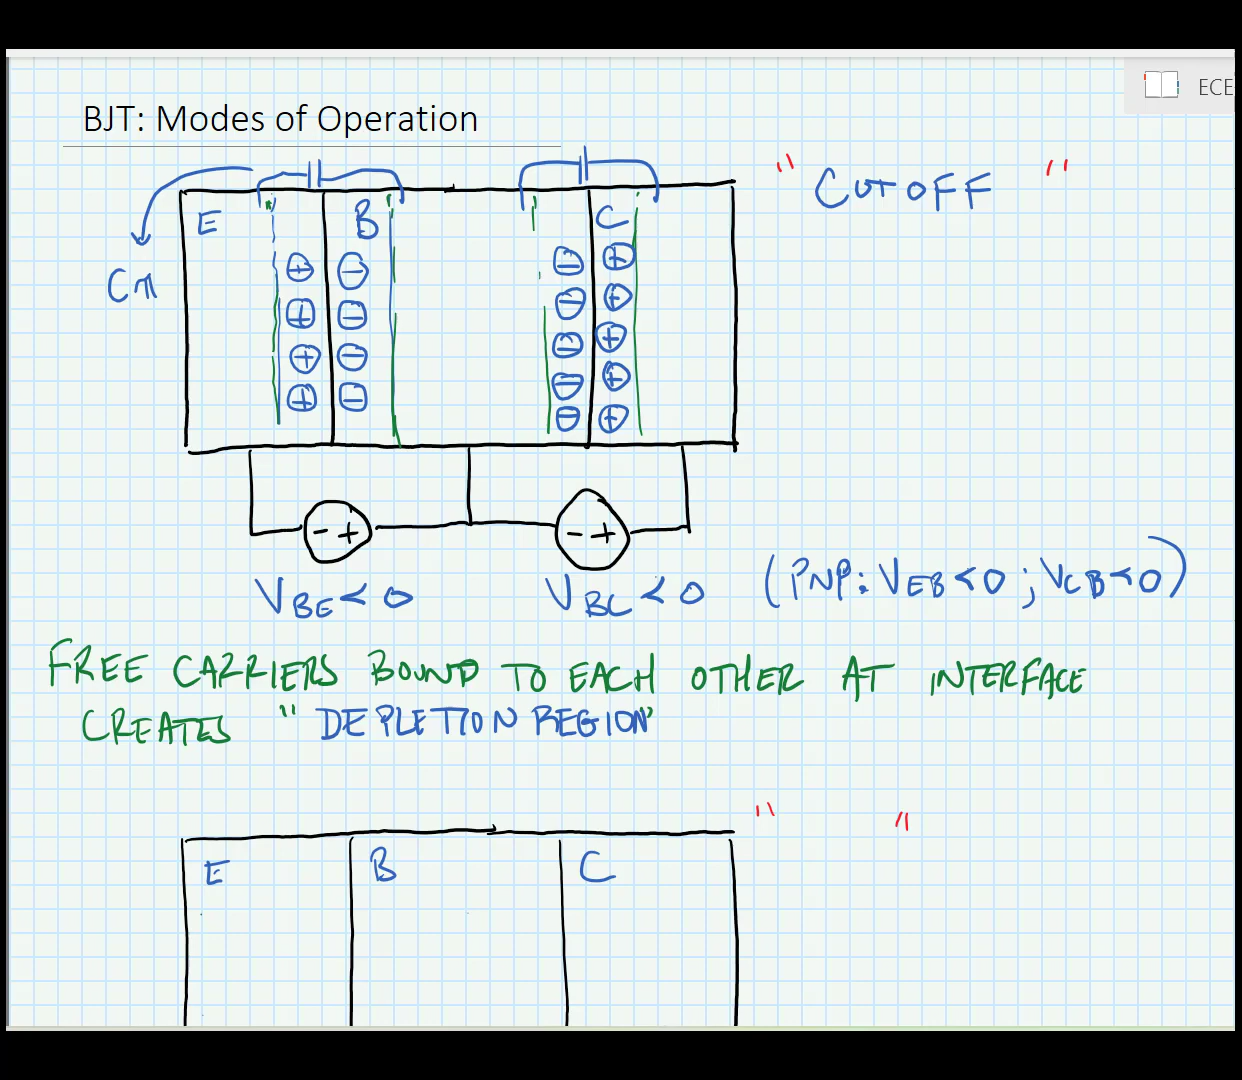 ECE
BJT: Modes of Operation
" CUTOFF "
E B C
Cπ
+ − − +
+ − − +
+ − − +
+ − − +
− +
- + - +
VBE < 0 VBC < 0 (PNP: VEB < 0 ; VCB < 0)
FREE CARRIERS BOUND TO EACH OTHER AT INTERFACE
CREATES "DEPLETION REGION"
" "
E B C